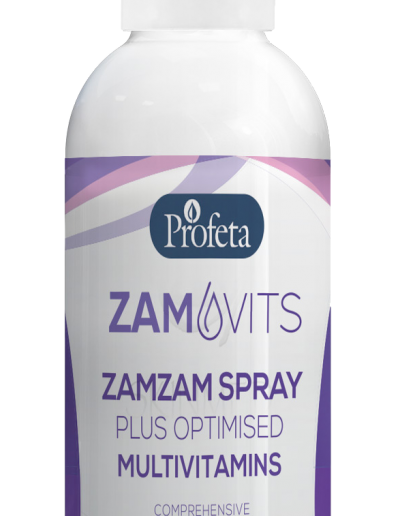 Profeta
ZAMVITS
ZAMZAM SPRAY
PLUS OPTIMISED
MULTIVITAMINS
COMPREHENSIVE